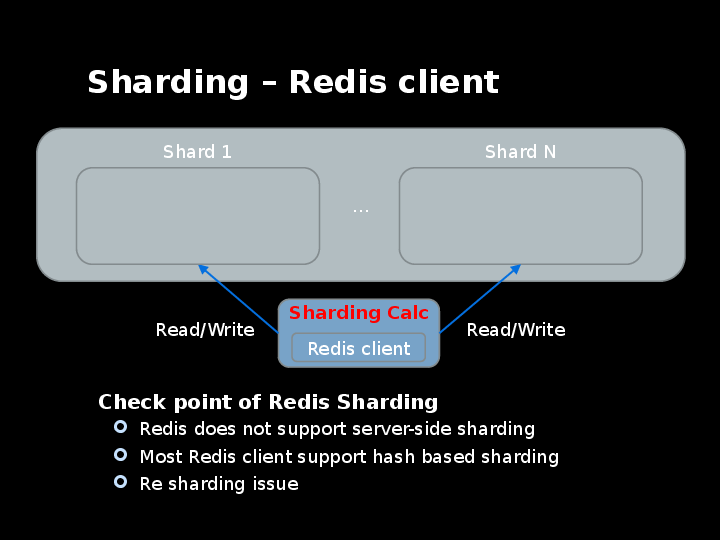 Sharding – Redis client
Shard 1
Shard N
...
Read/Write
Sharding Calc
Redis client
Read/Write
Check point of Redis Sharding
Redis does not support server-side sharding
Most Redis client support hash based sharding
Re sharding issue